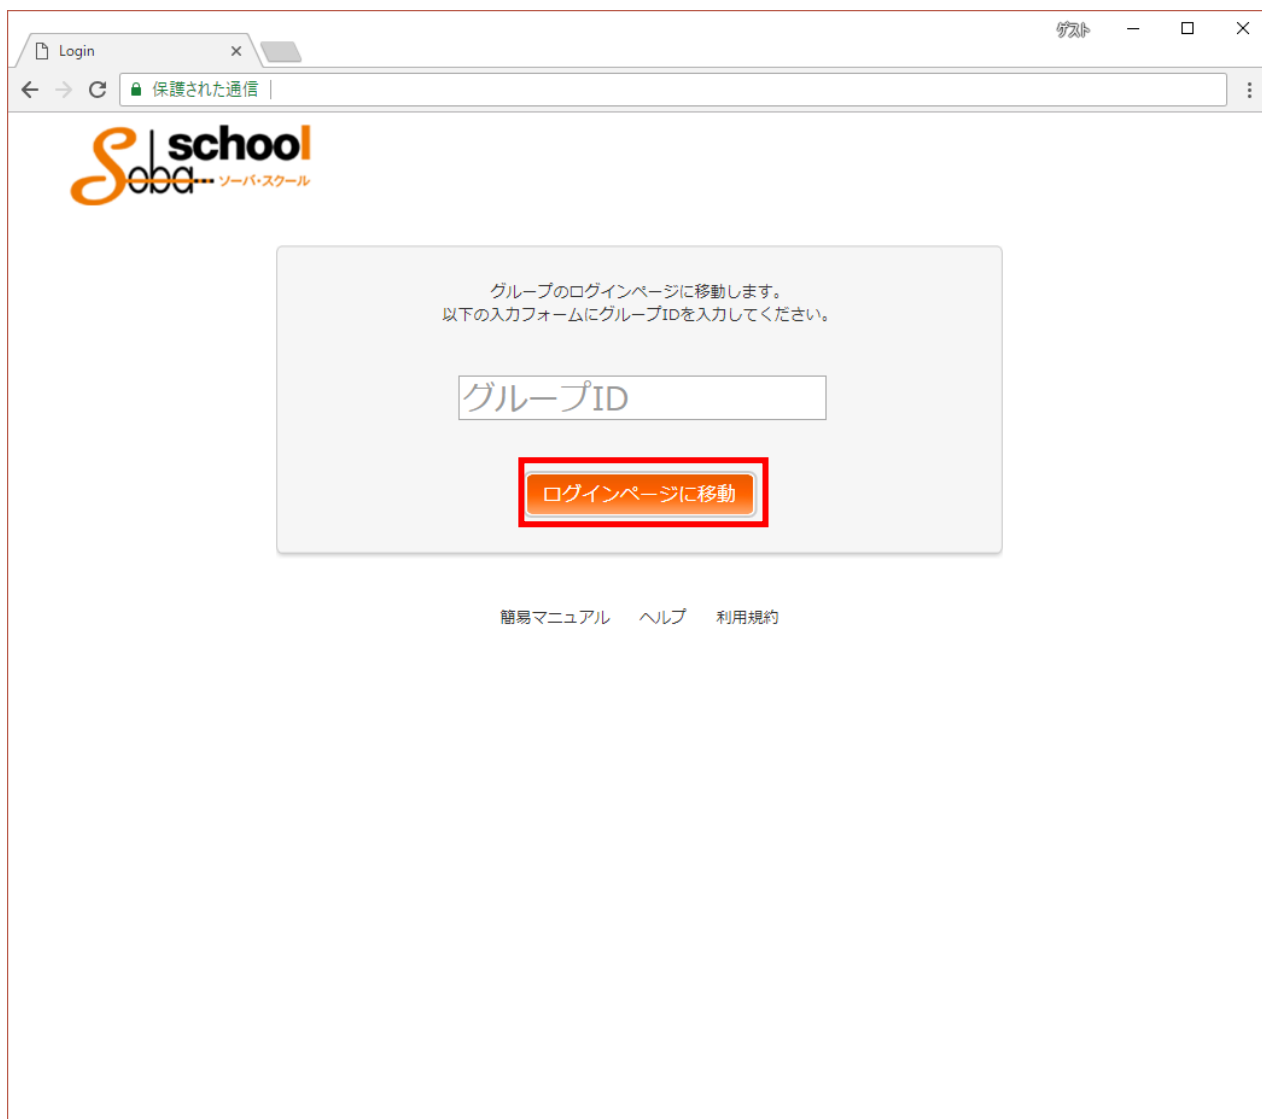 ゲスト
Login
保護された通信
Soba school
ソーバ・スクール
グループのログインページに移動します。
以下の入力フォームにグループIDを入力してください。
グループID
ログインページに移動
簡易マニュアル ヘルプ 利用規約